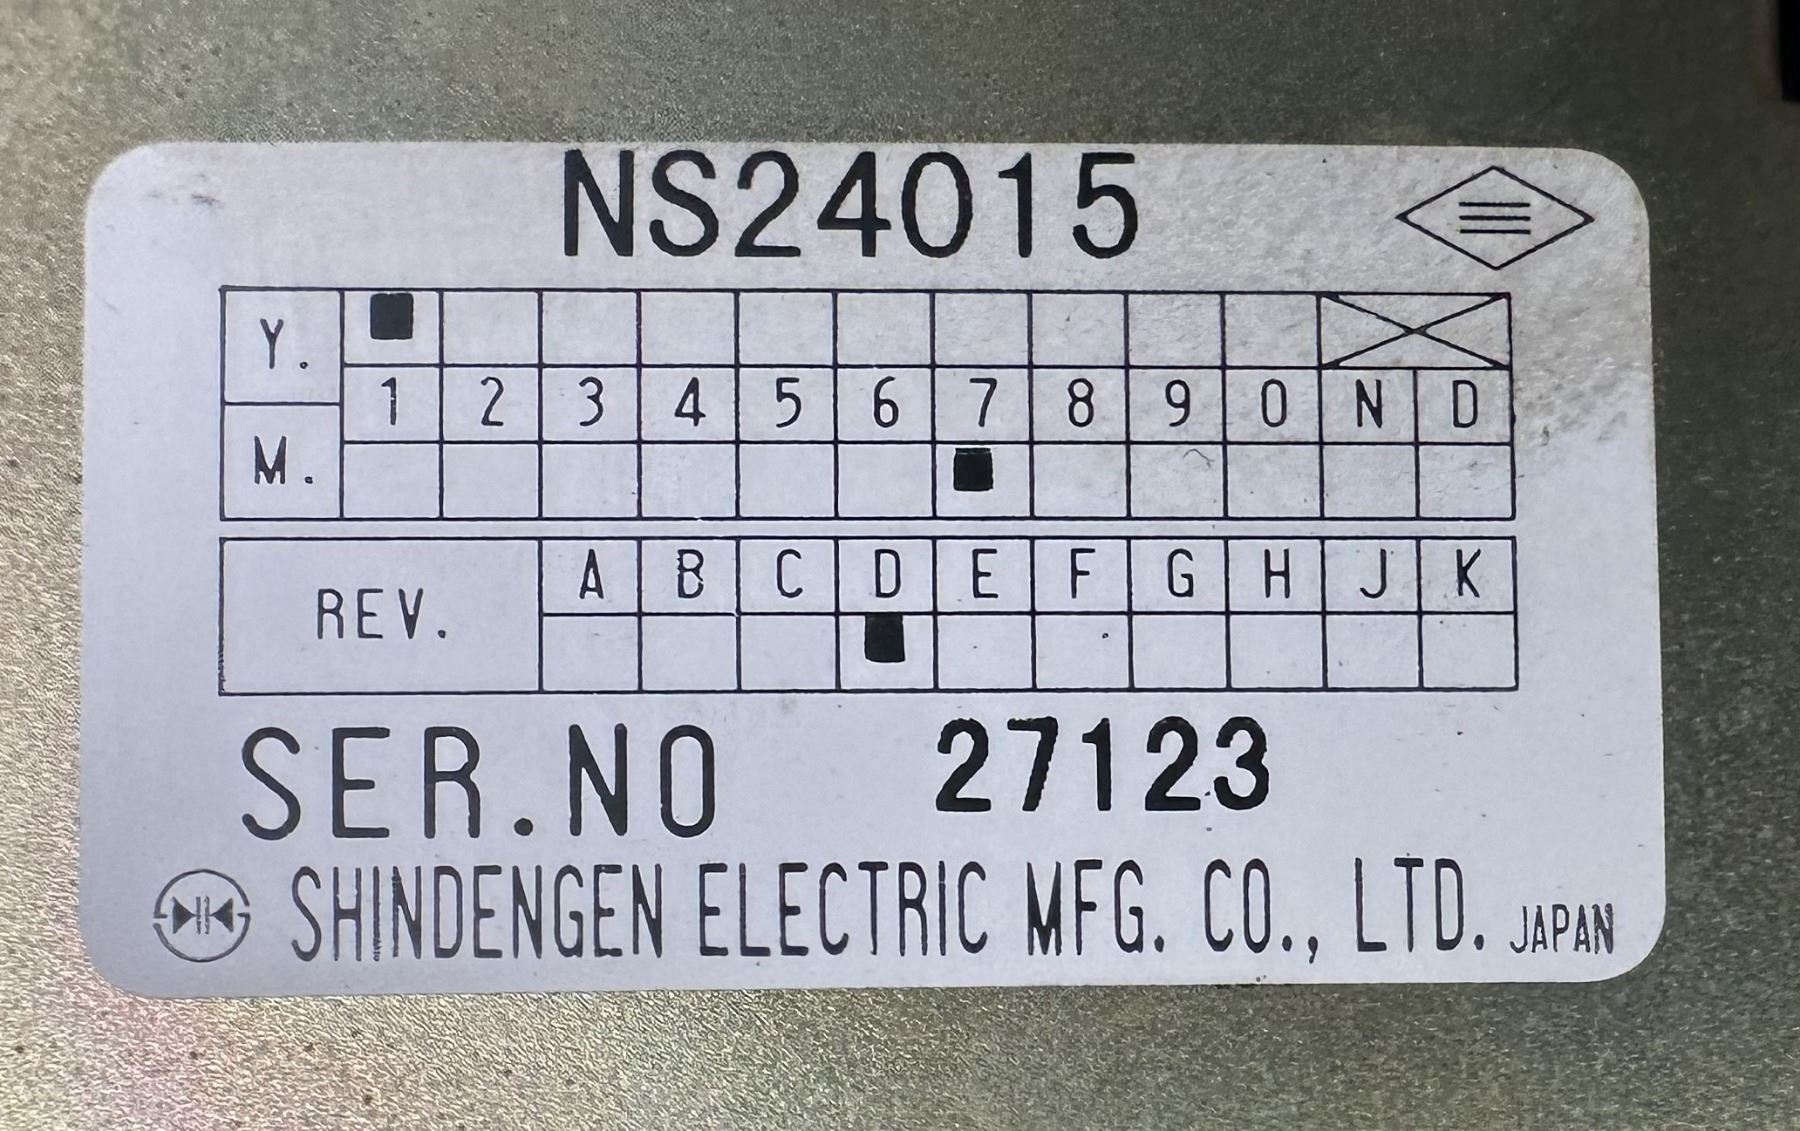 NS24015
Y.
1 2 3 4 5 6 7 8 9 0 N D
M.
REV. A B C D E F G H J K
SER.NO 27123
SHINDENGEN ELECTRIC MFG. CO., LTD. JAPAN